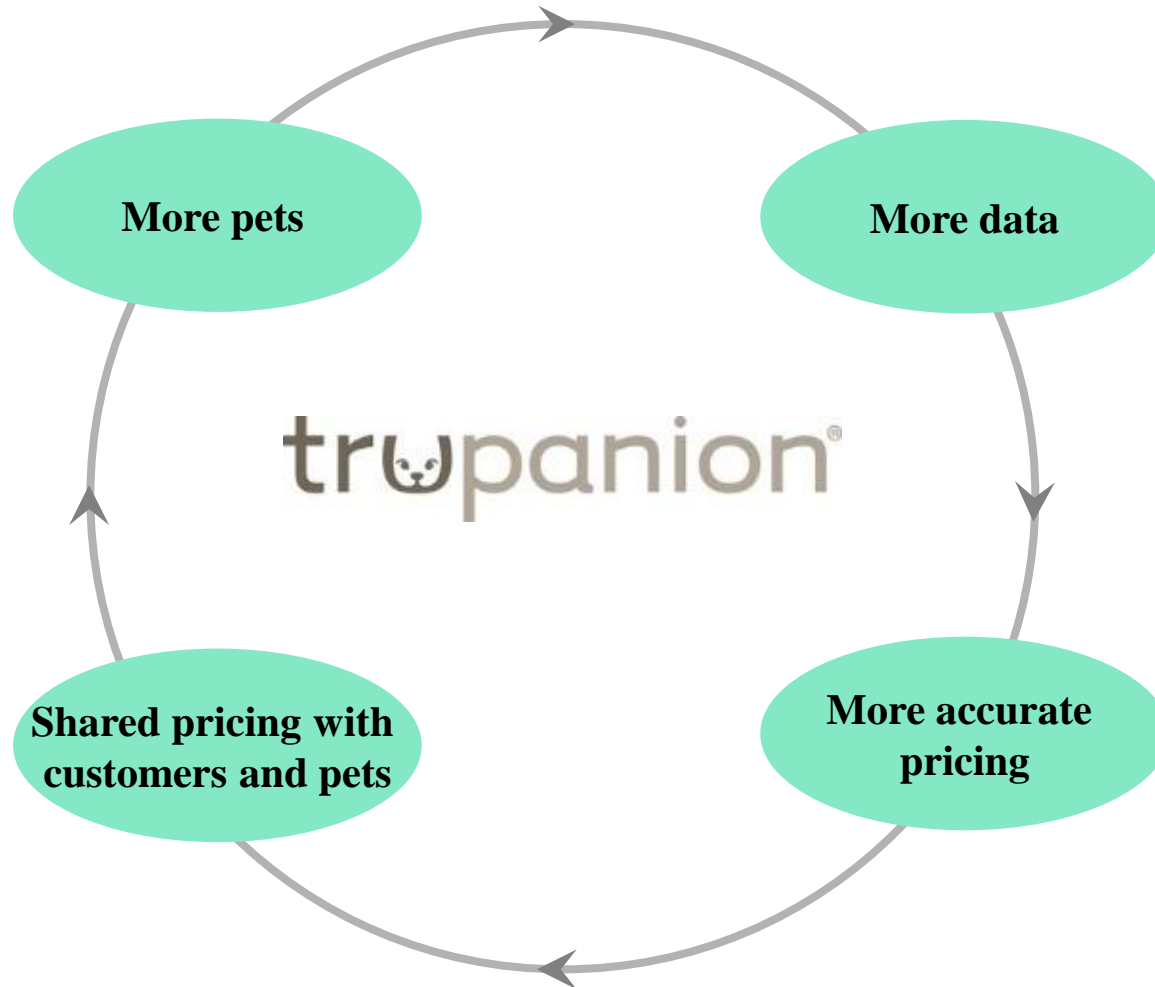 More pets
More data
trupanion®
Shared pricing with
customers and pets
More accurate
pricing